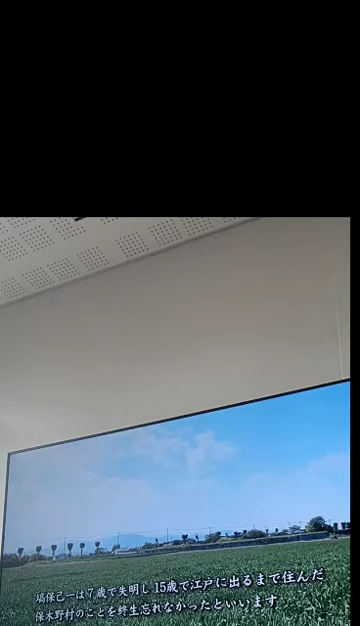 塙保己一は7歳で失明し15歳で江戸に出るまで住んだ
保木野村のことを終生忘れなかったといいます